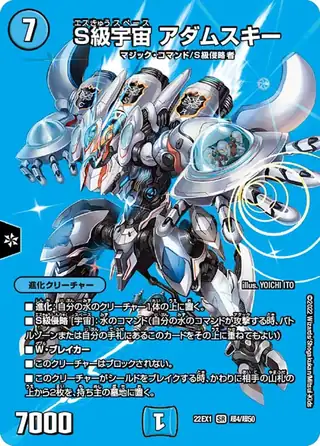 7
エスきゅうスペース
S級宇宙 アダムスキー
マジック・コマンド/S級侵略者
illus. YOICHI ITO
進化クリーチャー
■進化:自分の水のクリーチャー1体の上に置く。
■S級侵略[宇宙]:水のコマンド(自分の水のコマンドが攻撃する時、バト
ルゾーンまたは自分の手札にあるこのカードをその上に重ねてもよい)
■W・ブレイカー
■このクリーチャーはブロックされない。
■このクリーチャーがシールドをブレイクする時、かわりに相手の山札の
上から2枚を、持ち主の墓地に置く。
7000
1
22EX1 SR 超4/超50
©2022 Wizards/Shogakukan/Mitsui-Kids